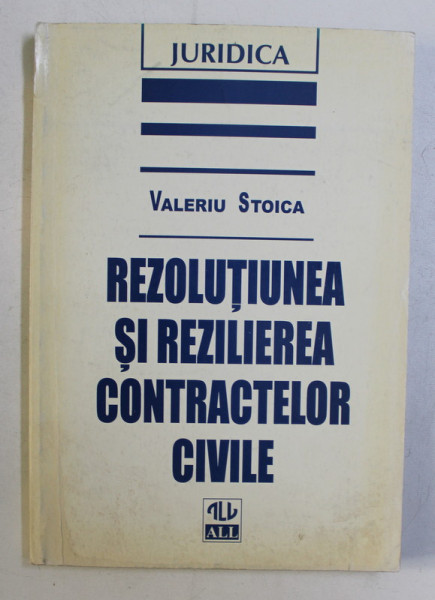 JURIDICA
VALERIU STOICA
REZOLUȚIUNEA
ȘI REZILIEREA
CONTRACTELOR
CIVILE
ALL